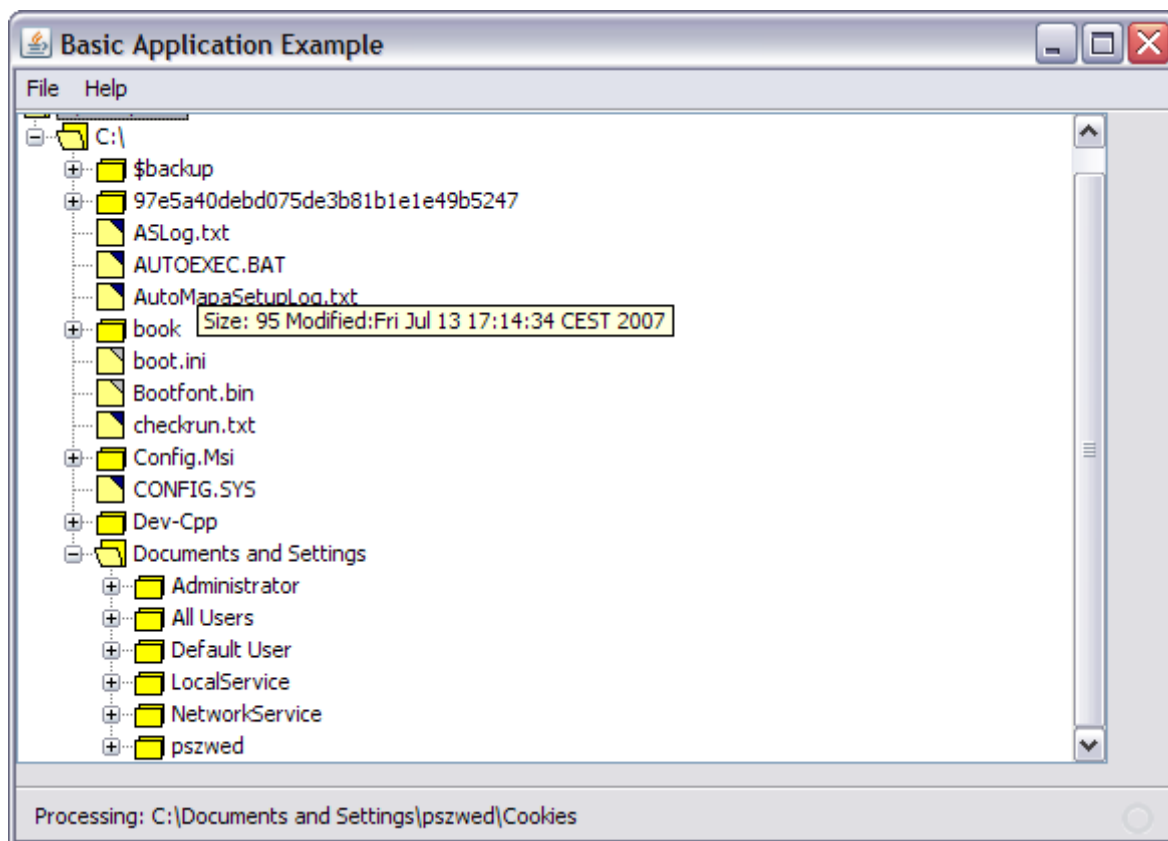 Basic Application Example
File Help
C:\
$backup
97e5a40debd075de3b81b1e1e49b5247
ASLog.txt
AUTOEXEC.BAT
AutoMapaSetupLog.txt
Size: 95 Modified:Fri Jul 13 17:14:34 CEST 2007
book
boot.ini
Bootfont.bin
checkrun.txt
Config.Msi
CONFIG.SYS
Dev-Cpp
Documents and Settings
Administrator
All Users
Default User
LocalService
NetworkService
pszwed
Processing: C:\Documents and Settings\pszwed\Cookies